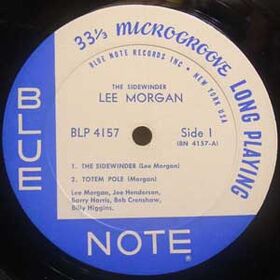 33⅓ MICROGROOVE LONG PLAYING
BLUE NOTE RECORDS INC • NEW YORK USA
THE SIDEWINDER
LEE MORGAN
BLP 4157
Side 1
(BN 4157-A)
1. THE SIDEWINDER (Lee Morgan)
2. TOTEM POLE (Morgan)
Lee Morgan, Joe Henderson,
Barry Harris, Bob Cranshaw,
Billy Higgins.
BLUE
NOTE
®